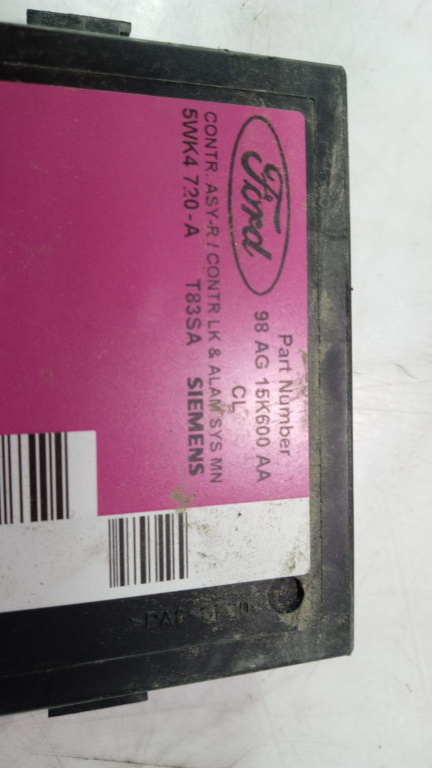 Ford
Part Number
98 AG 15K600 AA
CL
CONTR. ASY-R / CONTR LK & ALAM SYS MN
5WK4 720-A T83SA SIEMENS